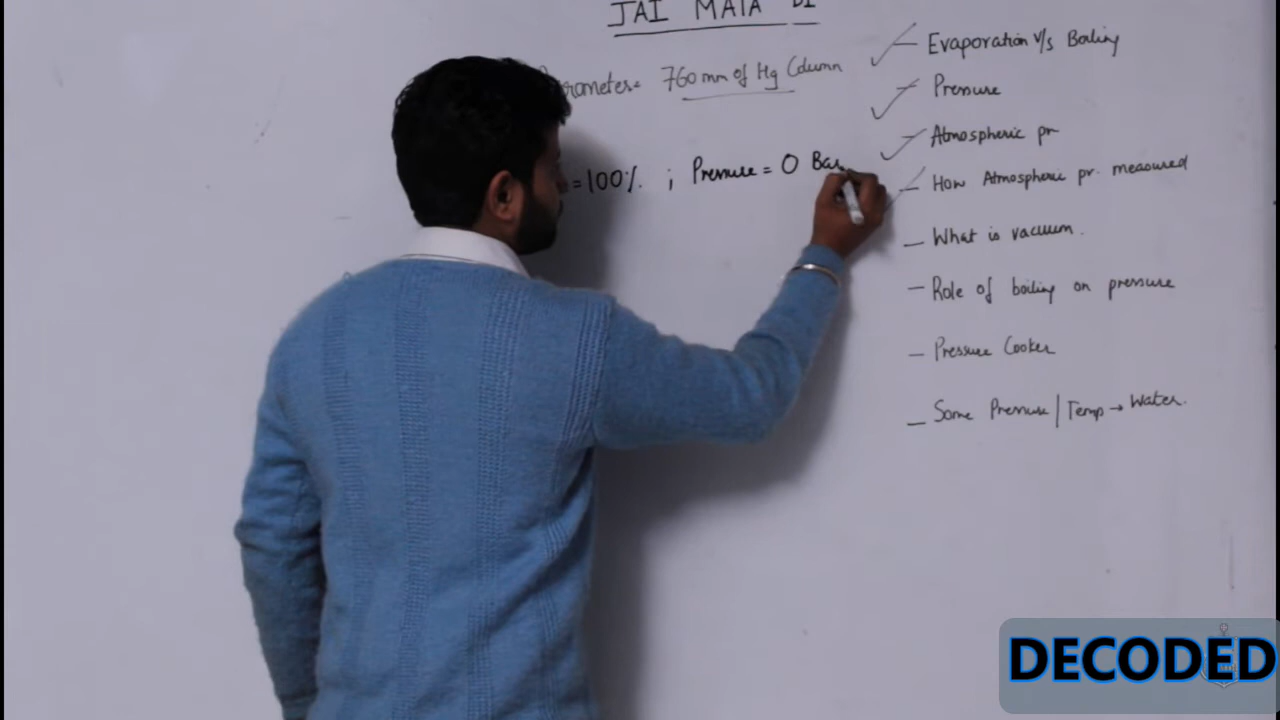 JAI MATA DI
760 mm of Hg Column
=100% ; Pressure = 0 Bar
Evaporation v/s Boiling
Pressure
Atmospheric pr
How Atmospheric pr. measured
What is vacuum.
Role of boiling on pressure
Pressure Cooker
Some Pressure / Temp → Water.
DECODED